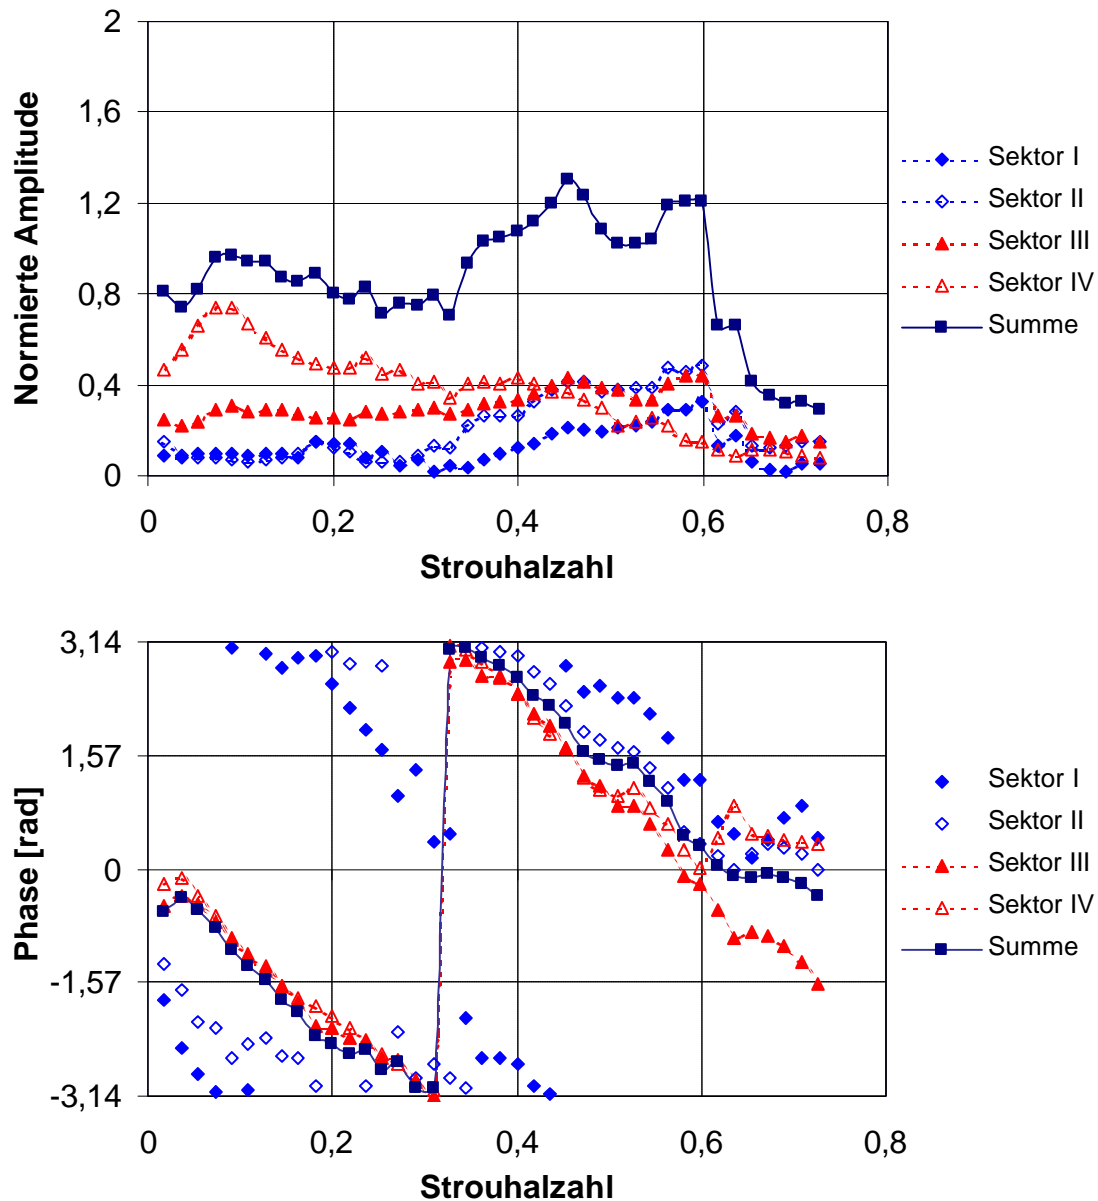 2
1,6
1,2
0,8
0,4
0
Normierte Amplitude
0 0,2 0,4 0,6 0,8
Strouhalzahl
Sektor I
Sektor II
Sektor III
Sektor IV
Summe
3,14
1,57
0
-1,57
-3,14
Phase [rad]
0 0,2 0,4 0,6 0,8
Strouhalzahl
Sektor I
Sektor II
Sektor III
Sektor IV
Summe